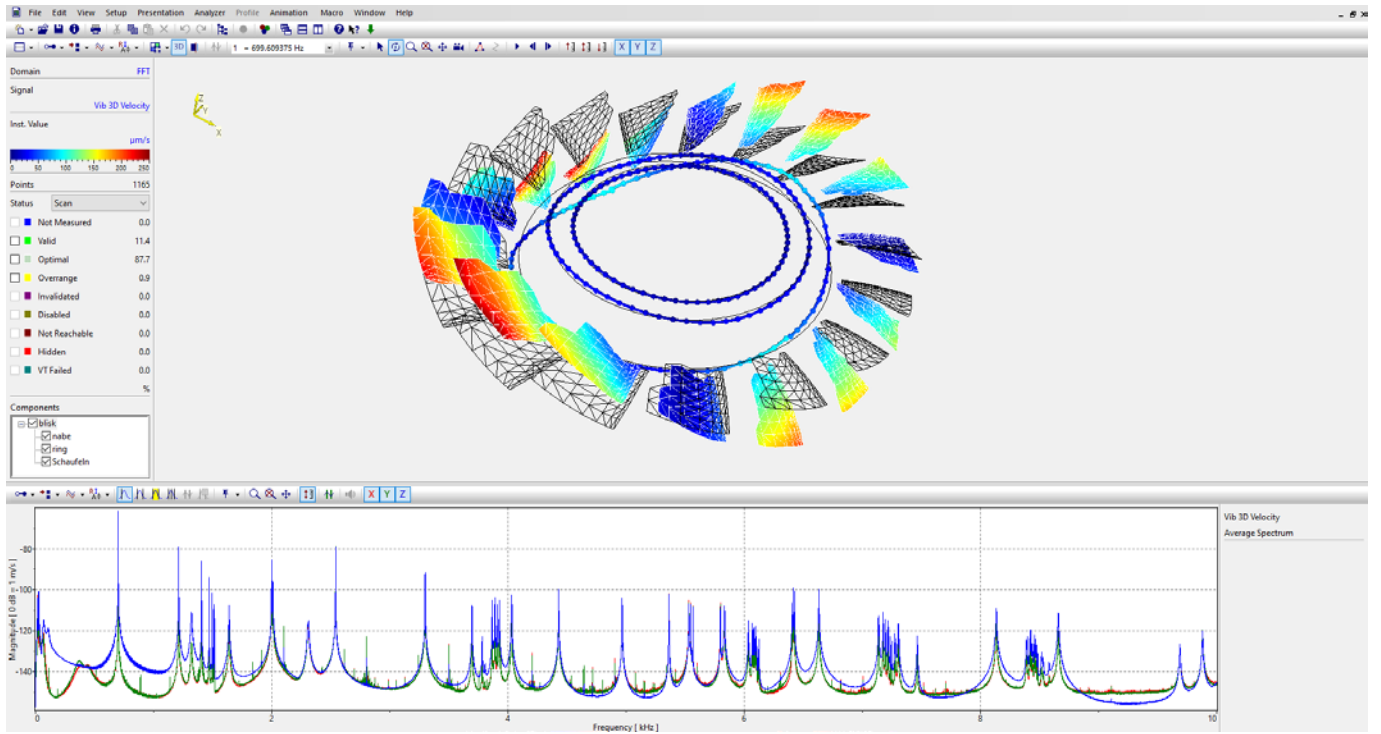 File Edit View Setup Presentation Analyzer Profile Animation Macro Window Help
3D 1 = 699.609375 Hz X Y Z
Domain FFT
Signal
Vib 3D Velocity
Inst. Value
µm/s
0 50 100 150 200 250
Points 1165
Status Scan
Not Measured 0.0
Valid 11.4
Optimal 87.7
Overrange 0.9
Invalidated 0.0
Disabled 0.0
Not Reachable 0.0
Hidden 0.0
VT Failed 0.0
%
Components
blisk
nabe
ring
Schaufeln
Z
Y
X
X Y Z
Vib 3D Velocity
Average Spectrum
Magnitude [ 0 dB = 1 m/s ]
-80
-100
-120
-140
0 2 4 6 8 10
Frequency [ kHz ]